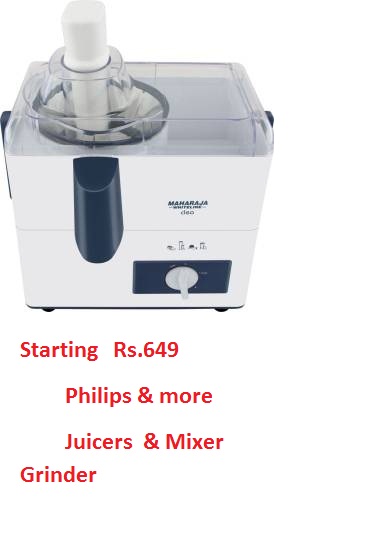 MAHARAJA
WHITELINE
cleo
Starting Rs.649
Philips & more
Juicers & Mixer
Grinder